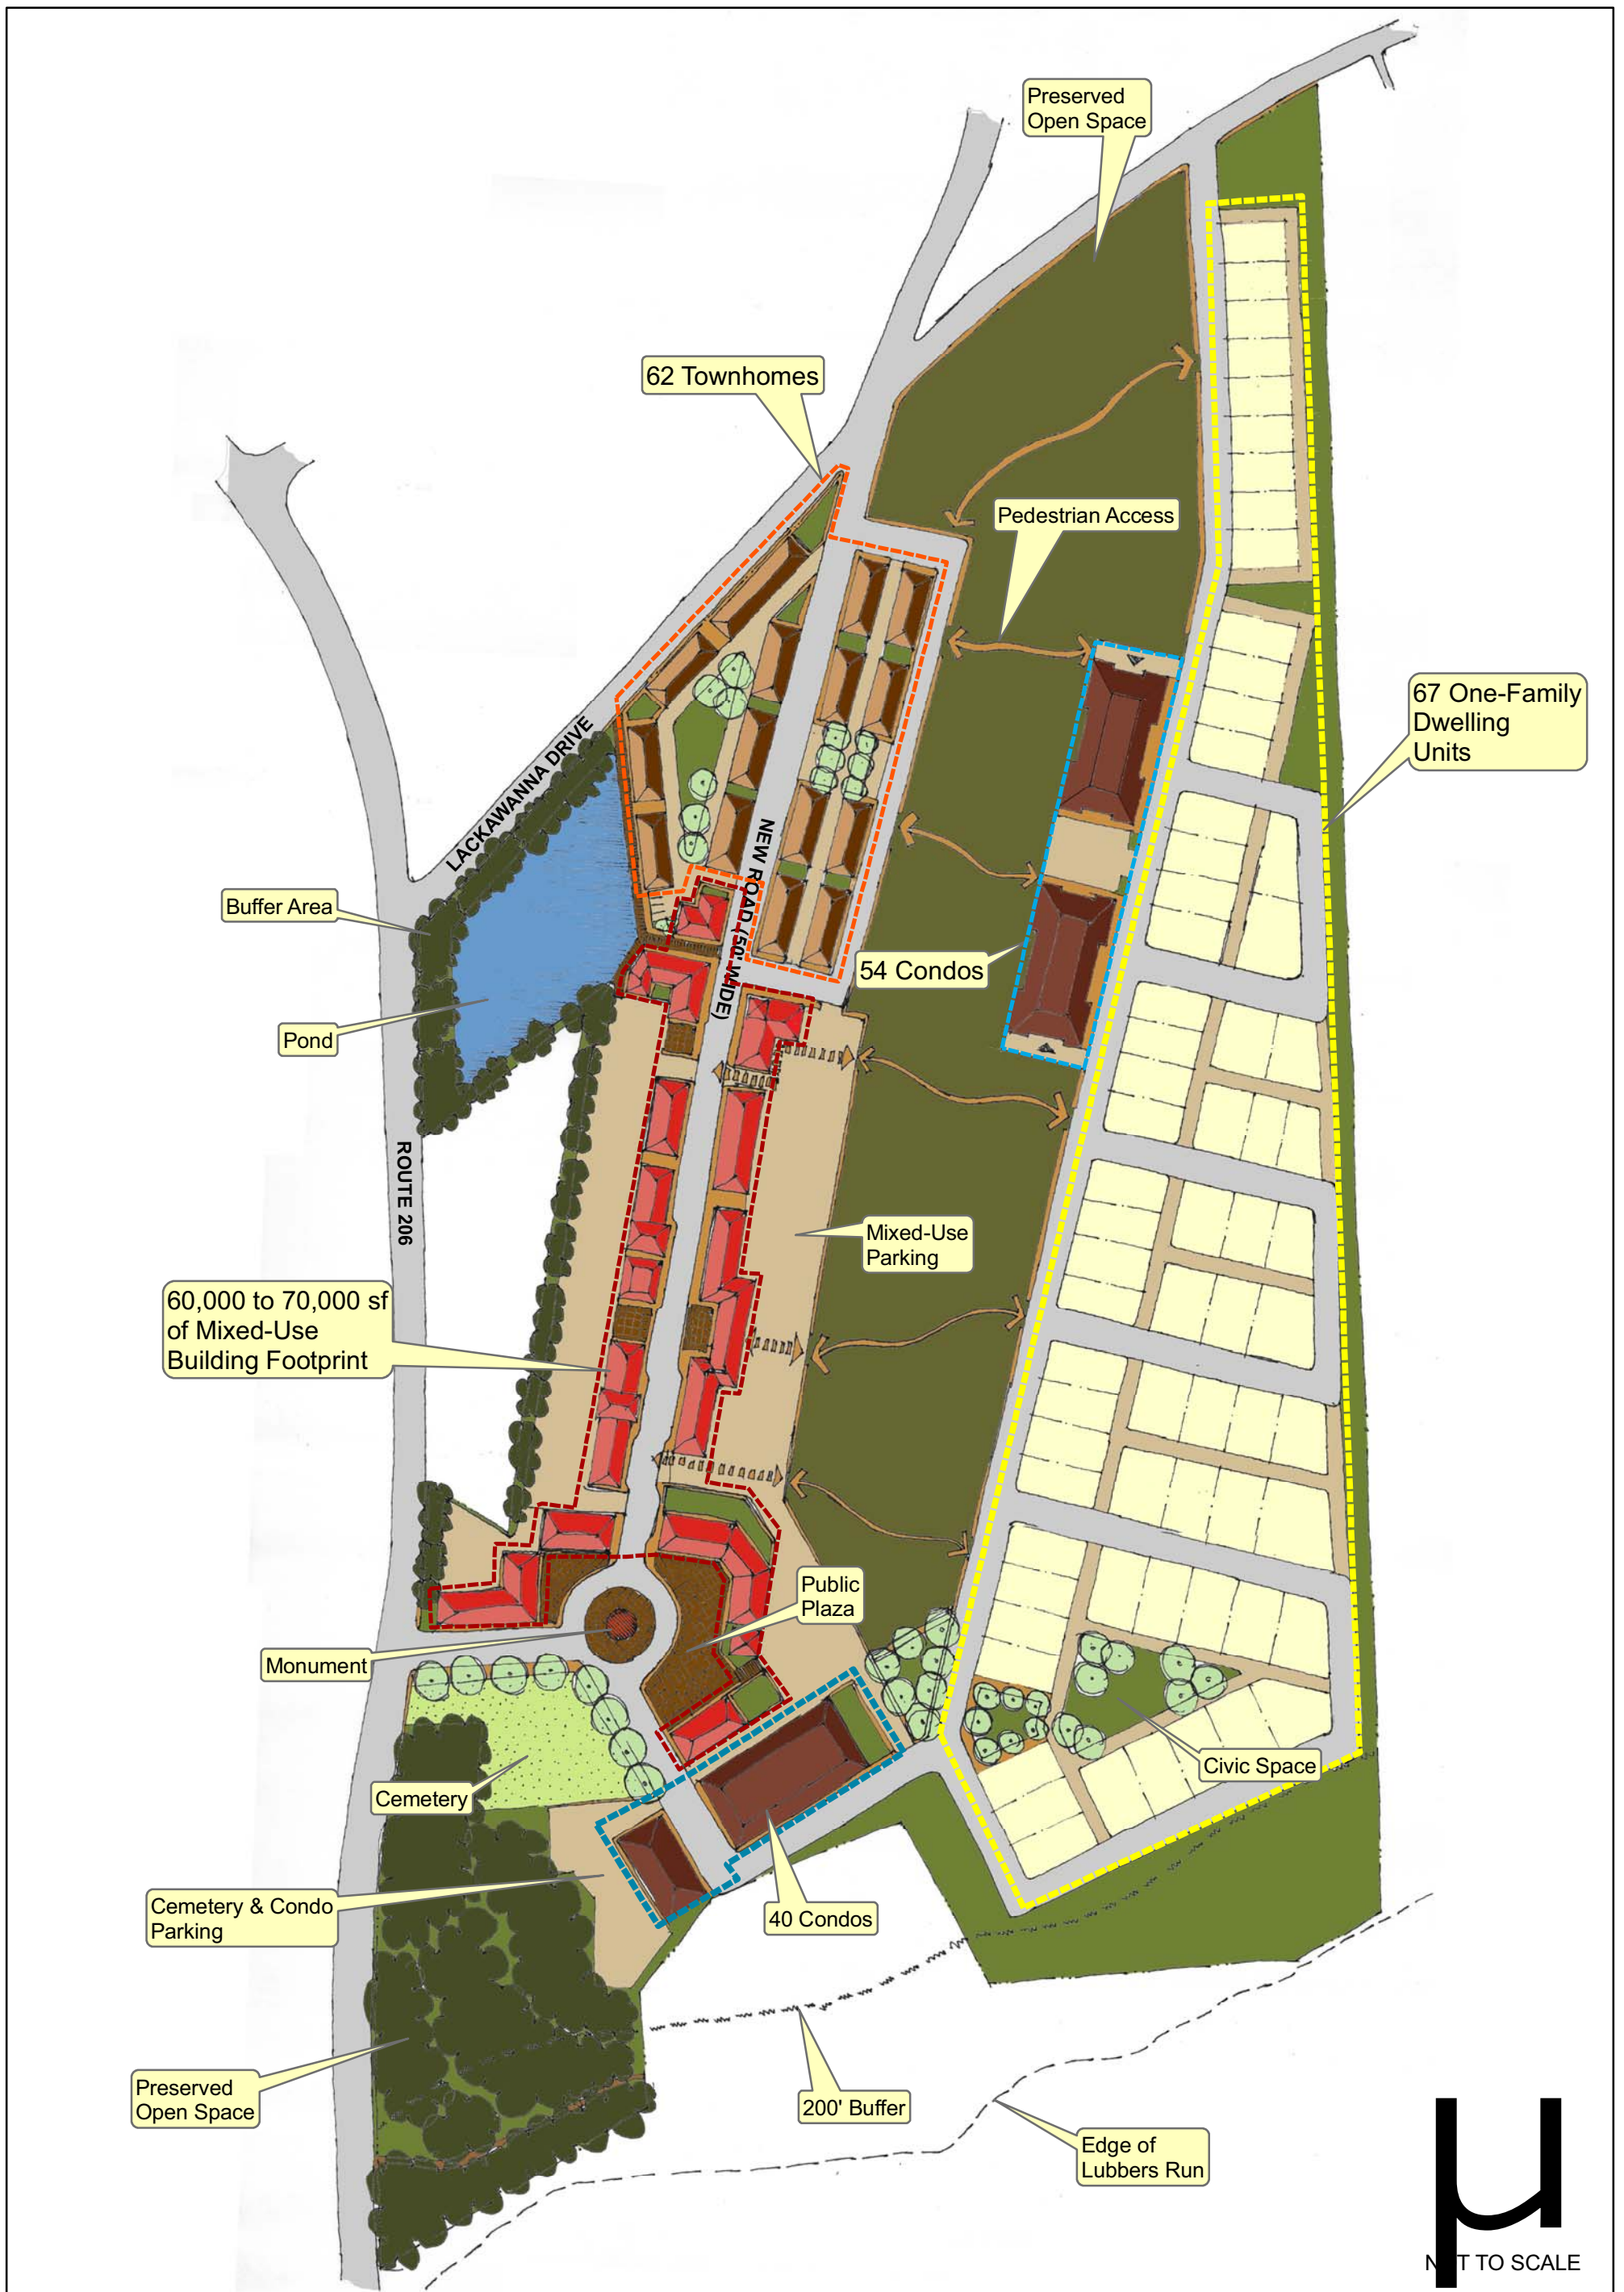 Preserved
Open Space
62 Townhomes
Pedestrian Access
67 One-Family
Dwelling
Units
LACKAWANNA DRIVE
NEW ROAD (50' WIDE)
Buffer Area
54 Condos
Pond
ROUTE 206
Mixed-Use
Parking
60,000 to 70,000 sf
of Mixed-Use
Building Footprint
Public
Plaza
Monument
Civic Space
Cemetery
Cemetery & Condo
Parking
40 Condos
Preserved
Open Space
200' Buffer
Edge of
Lubbers Run
µ
NOT TO SCALE